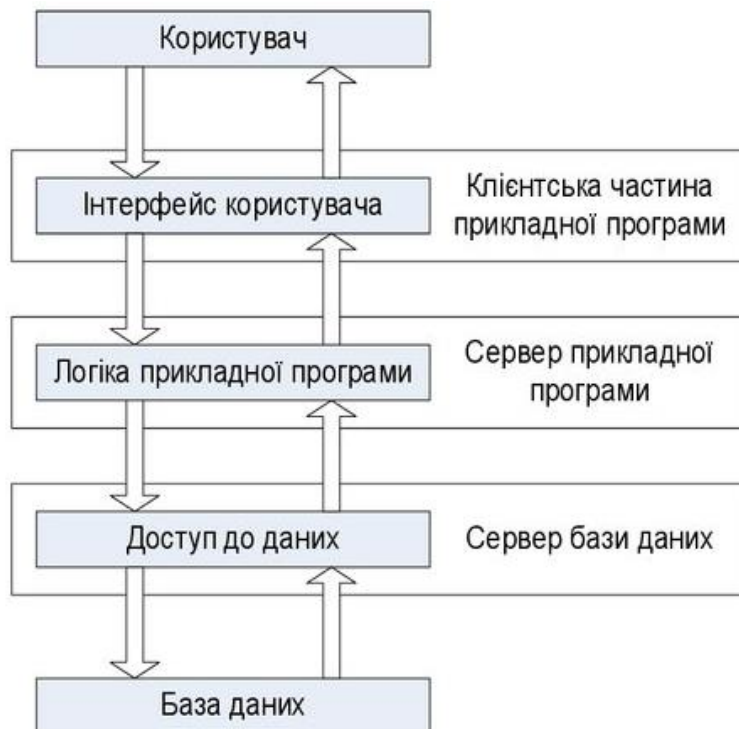 Користувач
Інтерфейс користувача
Клієнтська частина
прикладної програми
Логіка прикладної програми
Сервер прикладної
програми
Доступ до даних
Сервер бази даних
База даних